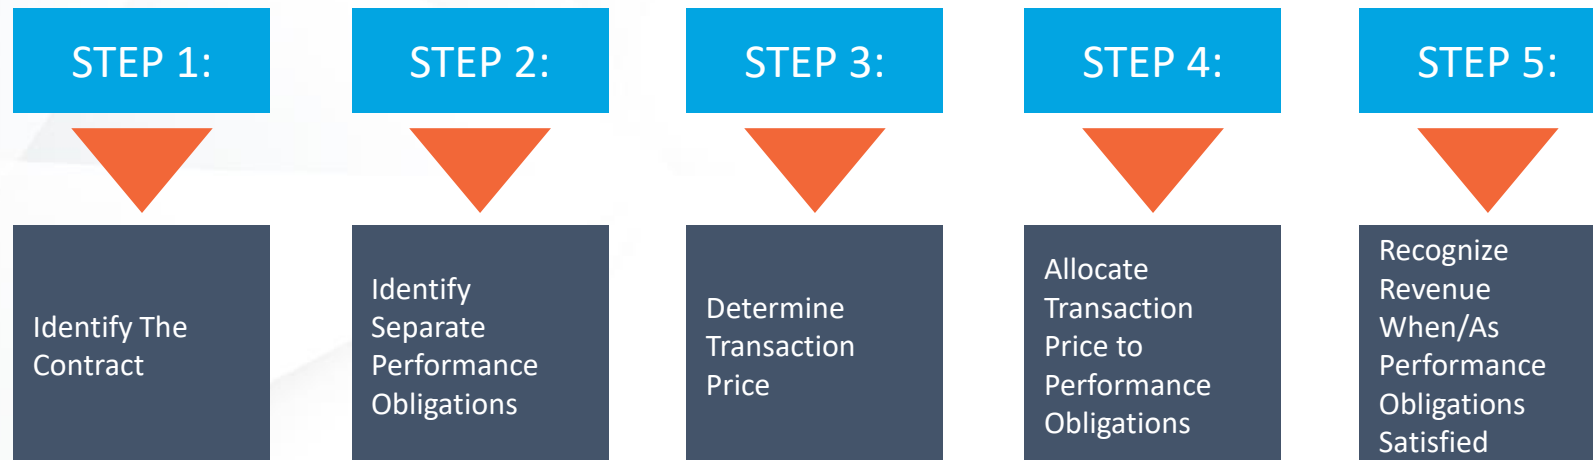 STEP 1:
STEP 2:
STEP 3:
STEP 4:
STEP 5:
Identify The
Contract
Identify
Separate
Performance
Obligations
Determine
Transaction
Price
Allocate
Transaction
Price to
Performance
Obligations
Recognize
Revenue
When/As
Performance
Obligations
Satisfied